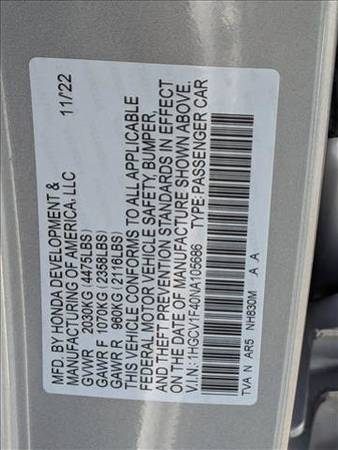 MFD. BY HONDA DEVELOPMENT & 11/22
MANUFACTURING OF AMERICA, LLC
GVWR 2030KG (4475LBS)
GAWR F 1070KG (2358LBS)
GAWR R 960KG (2116LBS)
THIS VEHICLE CONFORMS TO ALL APPLICABLE
FEDERAL MOTOR VEHICLE SAFETY, BUMPER,
AND THEFT PREVENTION STANDARDS IN EFFECT
ON THE DATE OF MANUFACTURE SHOWN ABOVE.
V.I.N.: 1HGCV1F40NA105686 TYPE:PASSENGER CAR
TVA N AR5 NH830M A A